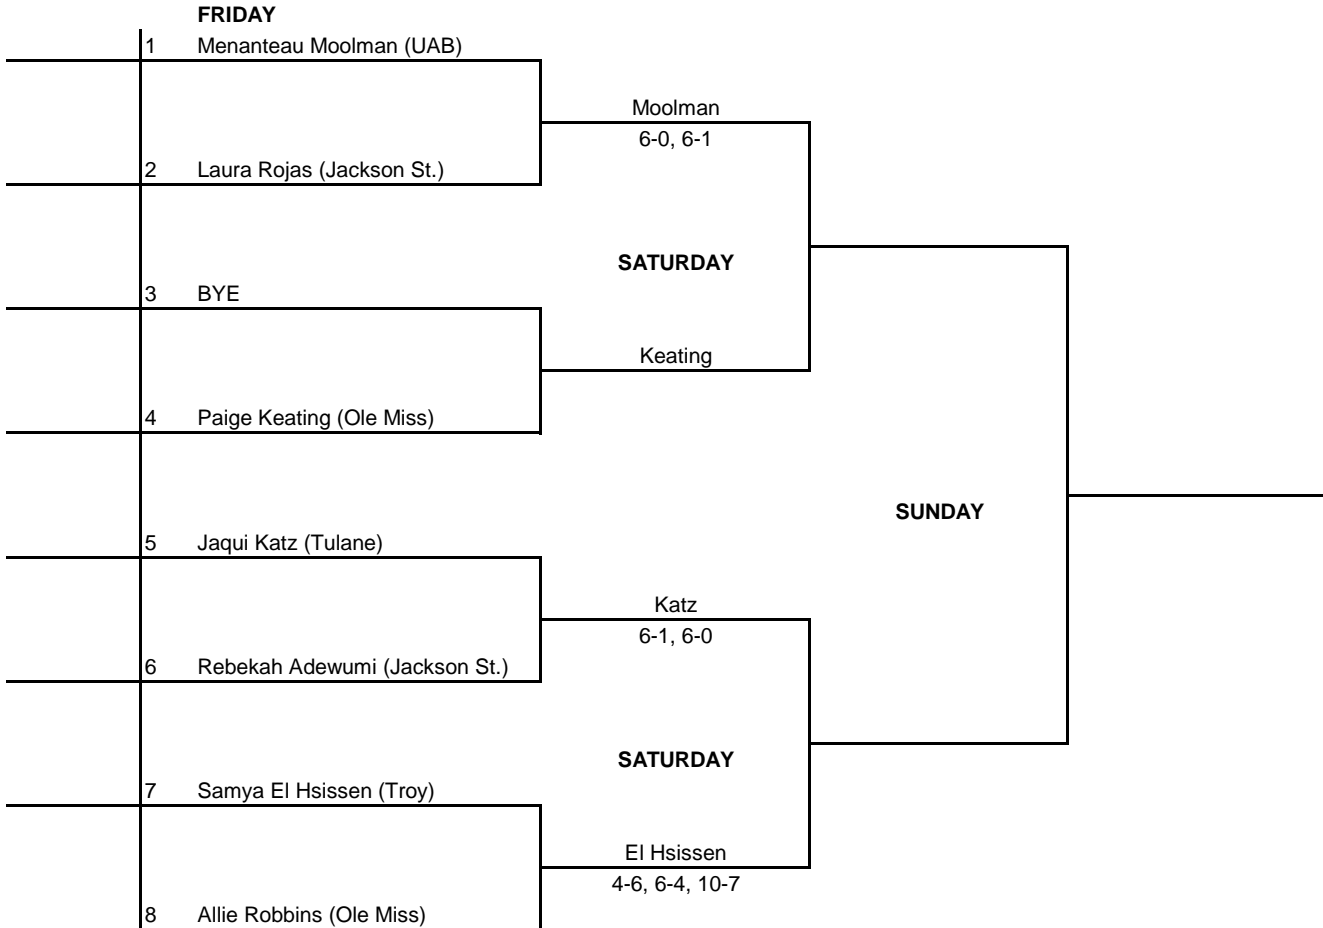 FRIDAY
1 Menanteau Moolman (UAB)
Moolman
6-0, 6-1
2 Laura Rojas (Jackson St.)
SATURDAY
3 BYE
Keating
4 Paige Keating (Ole Miss)
SUNDAY
5 Jaqui Katz (Tulane)
Katz
6-1, 6-0
6 Rebekah Adewumi (Jackson St.)
SATURDAY
7 Samya El Hsissen (Troy)
El Hsissen
4-6, 6-4, 10-7
8 Allie Robbins (Ole Miss)